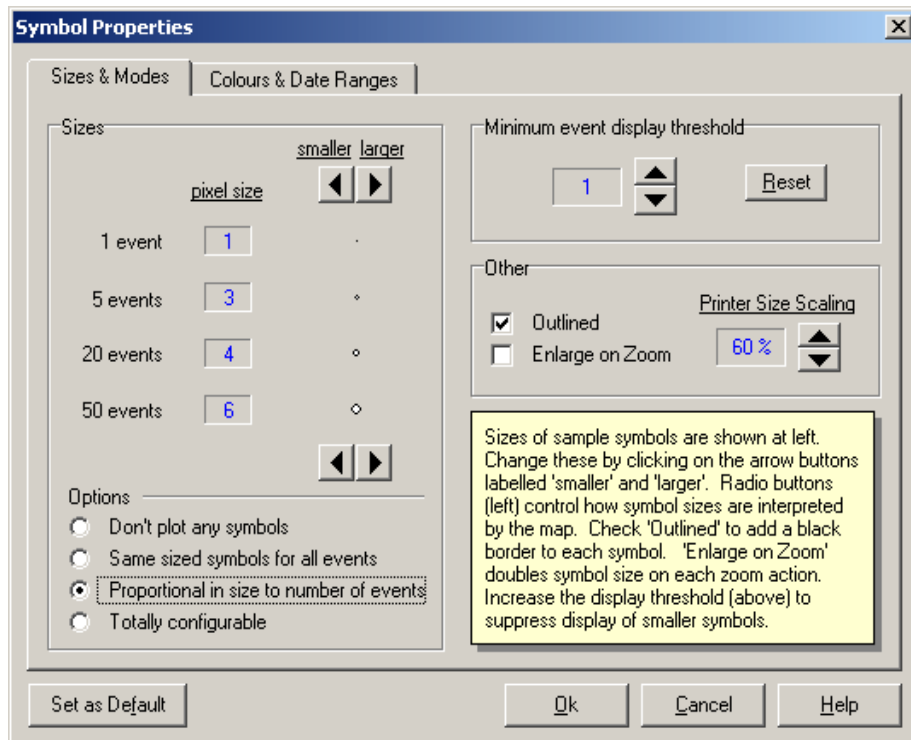 Symbol Properties
Sizes & Modes
Colours & Date Ranges
Sizes
smaller larger
pixel size
1 event 1
5 events 3
20 events 4
50 events 6
Options
Don't plot any symbols
Same sized symbols for all events
Proportional in size to number of events
Totally configurable
Minimum event display threshold
1
Reset
Other
Outlined
Enlarge on Zoom
Printer Size Scaling
60 %
Sizes of sample symbols are shown at left.
Change these by clicking on the arrow buttons
labelled 'smaller' and 'larger'. Radio buttons
(left) control how symbol sizes are interpreted
by the map. Check 'Outlined' to add a black
border to each symbol. 'Enlarge on Zoom'
doubles symbol size on each zoom action.
Increase the display threshold (above) to
suppress display of smaller symbols.
Set as Default
Ok
Cancel
Help